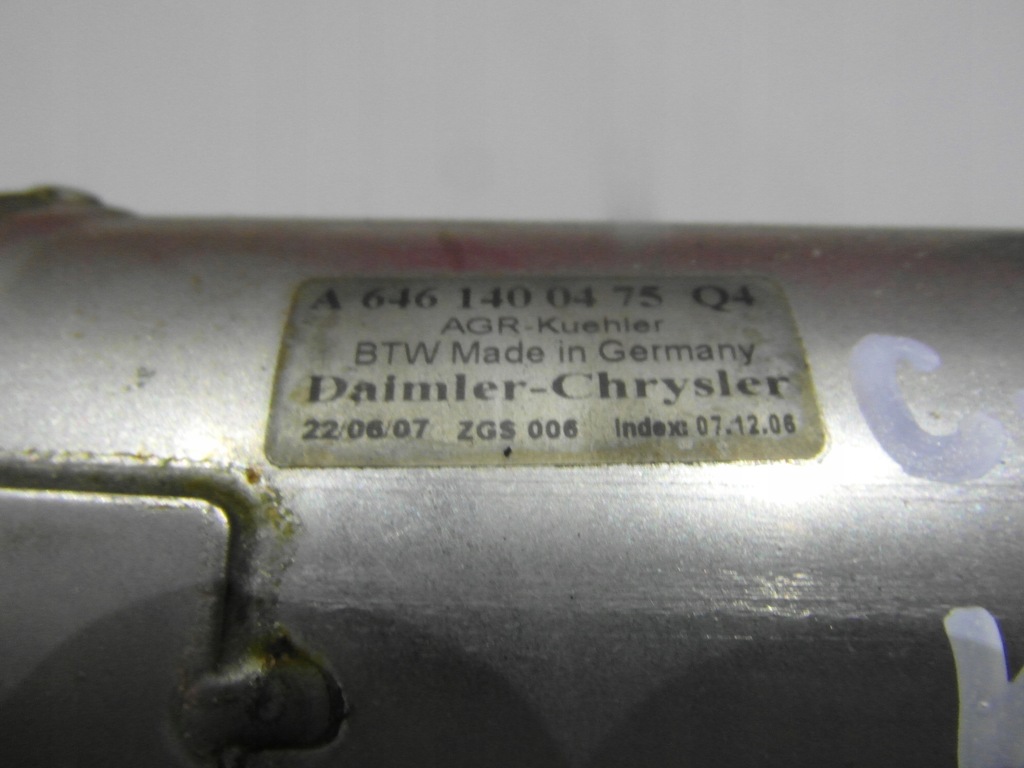 A 646 140 04 75 Q4
AGR-Kuehler
BTW Made in Germany
Daimler-Chrysler
22/06/07 ZGS 006 Index: 07.12.06